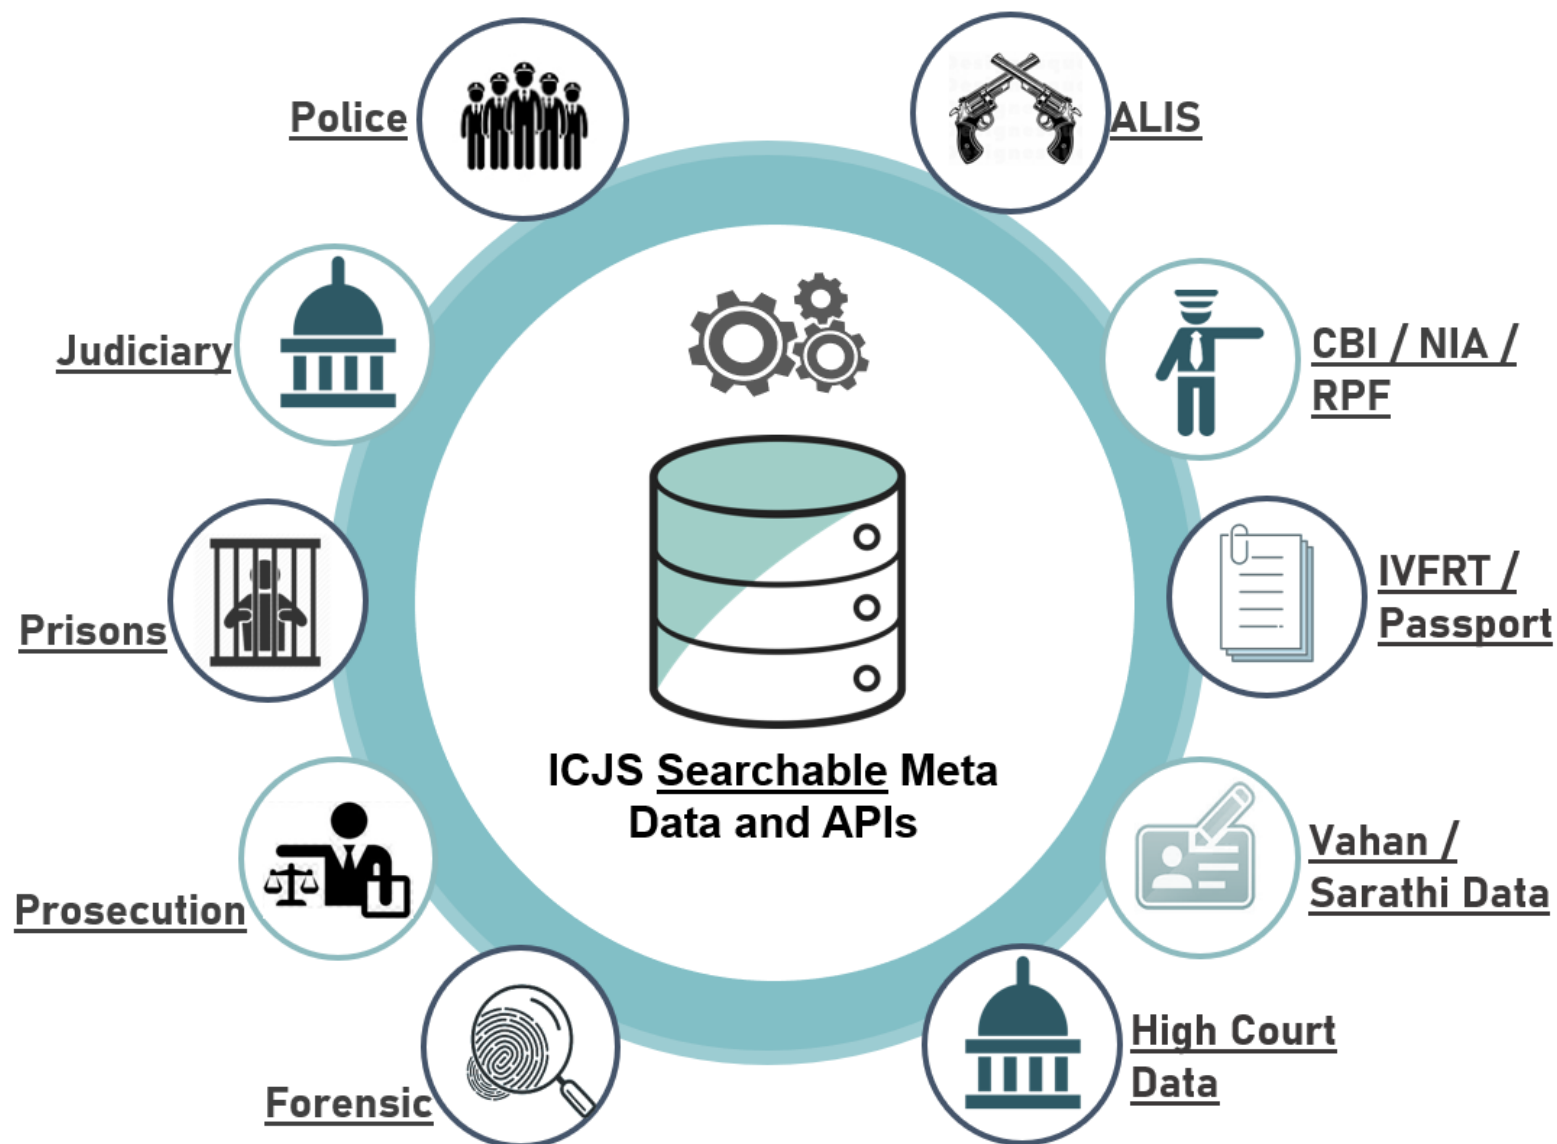 Police
ALIS
Judiciary
CBI / NIA /
RPF
Prisons
IVFRT /
Passport
ICJS Searchable Meta
Data and APIs
Prosecution
Vahan /
Sarathi Data
Forensic
High Court
Data